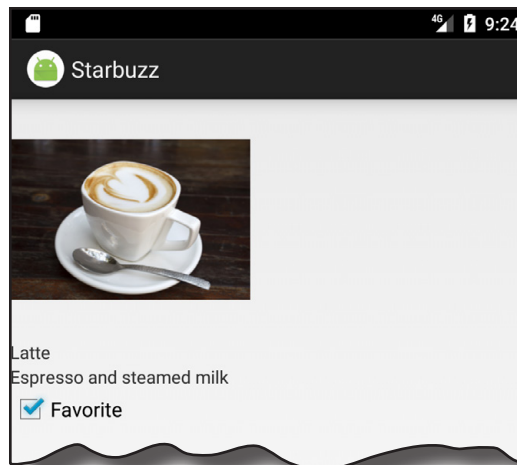 4G 9:24
Starbuzz
Latte
Espresso and steamed milk
Favorite